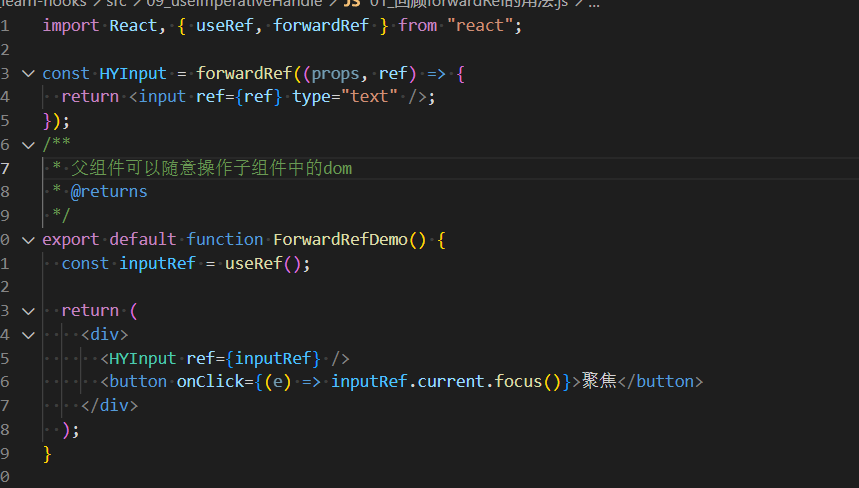 learn-hooks > src > 09_useImperativeHandle > JS 01_回顾forwardRef的用法.js > ...
1 import React, { useRef, forwardRef } from "react";
2
3 const HYInput = forwardRef((props, ref) => {
4 return <input ref={ref} type="text" />;
5 });
6 /**
7 * 父组件可以随意操作子组件中的dom
8 * @returns
9 */
0 export default function ForwardRefDemo() {
1 const inputRef = useRef();
2
3 return (
4 <div>
5 <HYInput ref={inputRef} />
6 <button onClick={(e) => inputRef.current.focus()}>聚焦</button>
7 </div>
8 );
9 }
0